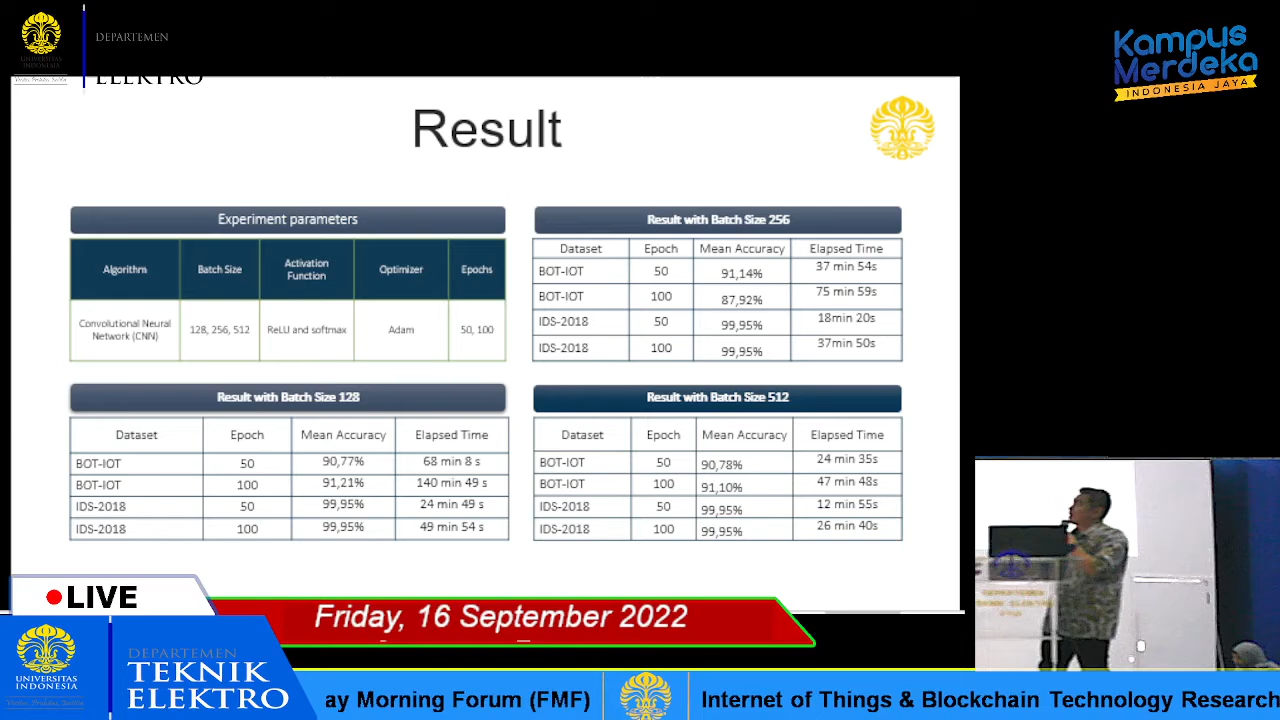 UNIVERSITAS
INDONESIA
DEPARTEMEN
ELEKTRO
Kampus
Merdeka
INDONESIA JAYA
Result
Experiment parameters
Algorithm Batch Size Activation Function Optimizer Epochs
Convolutional Neural Network (CNN) 128, 256, 512 ReLU and softmax Adam 50, 100
Result with Batch Size 256
Dataset Epoch Mean Accuracy Elapsed Time
BOT-IOT 50 91,14% 37 min 54s
BOT-IOT 100 87,92% 75 min 59s
IDS-2018 50 99,95% 18min 20s
IDS-2018 100 99,95% 37min 50s
Result with Batch Size 128
Dataset Epoch Mean Accuracy Elapsed Time
BOT-IOT 50 90,77% 68 min 8 s
BOT-IOT 100 91,21% 140 min 49 s
IDS-2018 50 99,95% 24 min 49 s
IDS-2018 100 99,95% 49 min 54 s
Result with Batch Size 512
Dataset Epoch Mean Accuracy Elapsed Time
BOT-IOT 50 90,78% 24 min 35s
BOT-IOT 100 91,10% 47 min 48s
IDS-2018 50 99,95% 12 min 55s
IDS-2018 100 99,95% 26 min 40s
LIVE
Friday, 16 September 2022
UNIVERSITAS
INDONESIA
DEPARTEMEN
TEKNIK
ELEKTRO
ay Morning Forum (FMF) Internet of Things & Blockchain Technology Research